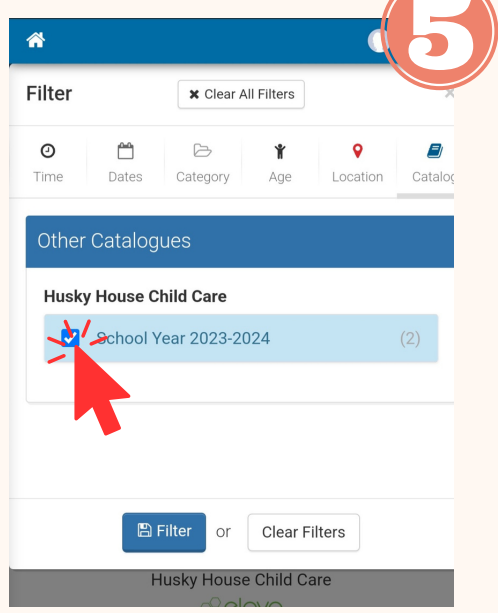 5
Filter
✖ Clear All Filters
×
Time Dates Category Age Location Catalog
Other Catalogues
Husky House Child Care
School Year 2023-2024 (2)
Filter or Clear Filters
Husky House Child Care